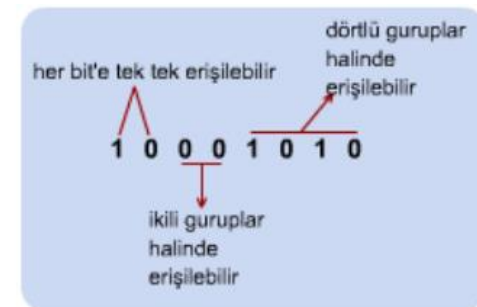 dörtlü guruplar
halinde
erişilebilir
her bit'e tek tek erişilebilir
1 0 0 0 1 0 1 0
ikili guruplar
halinde
erişilebilir